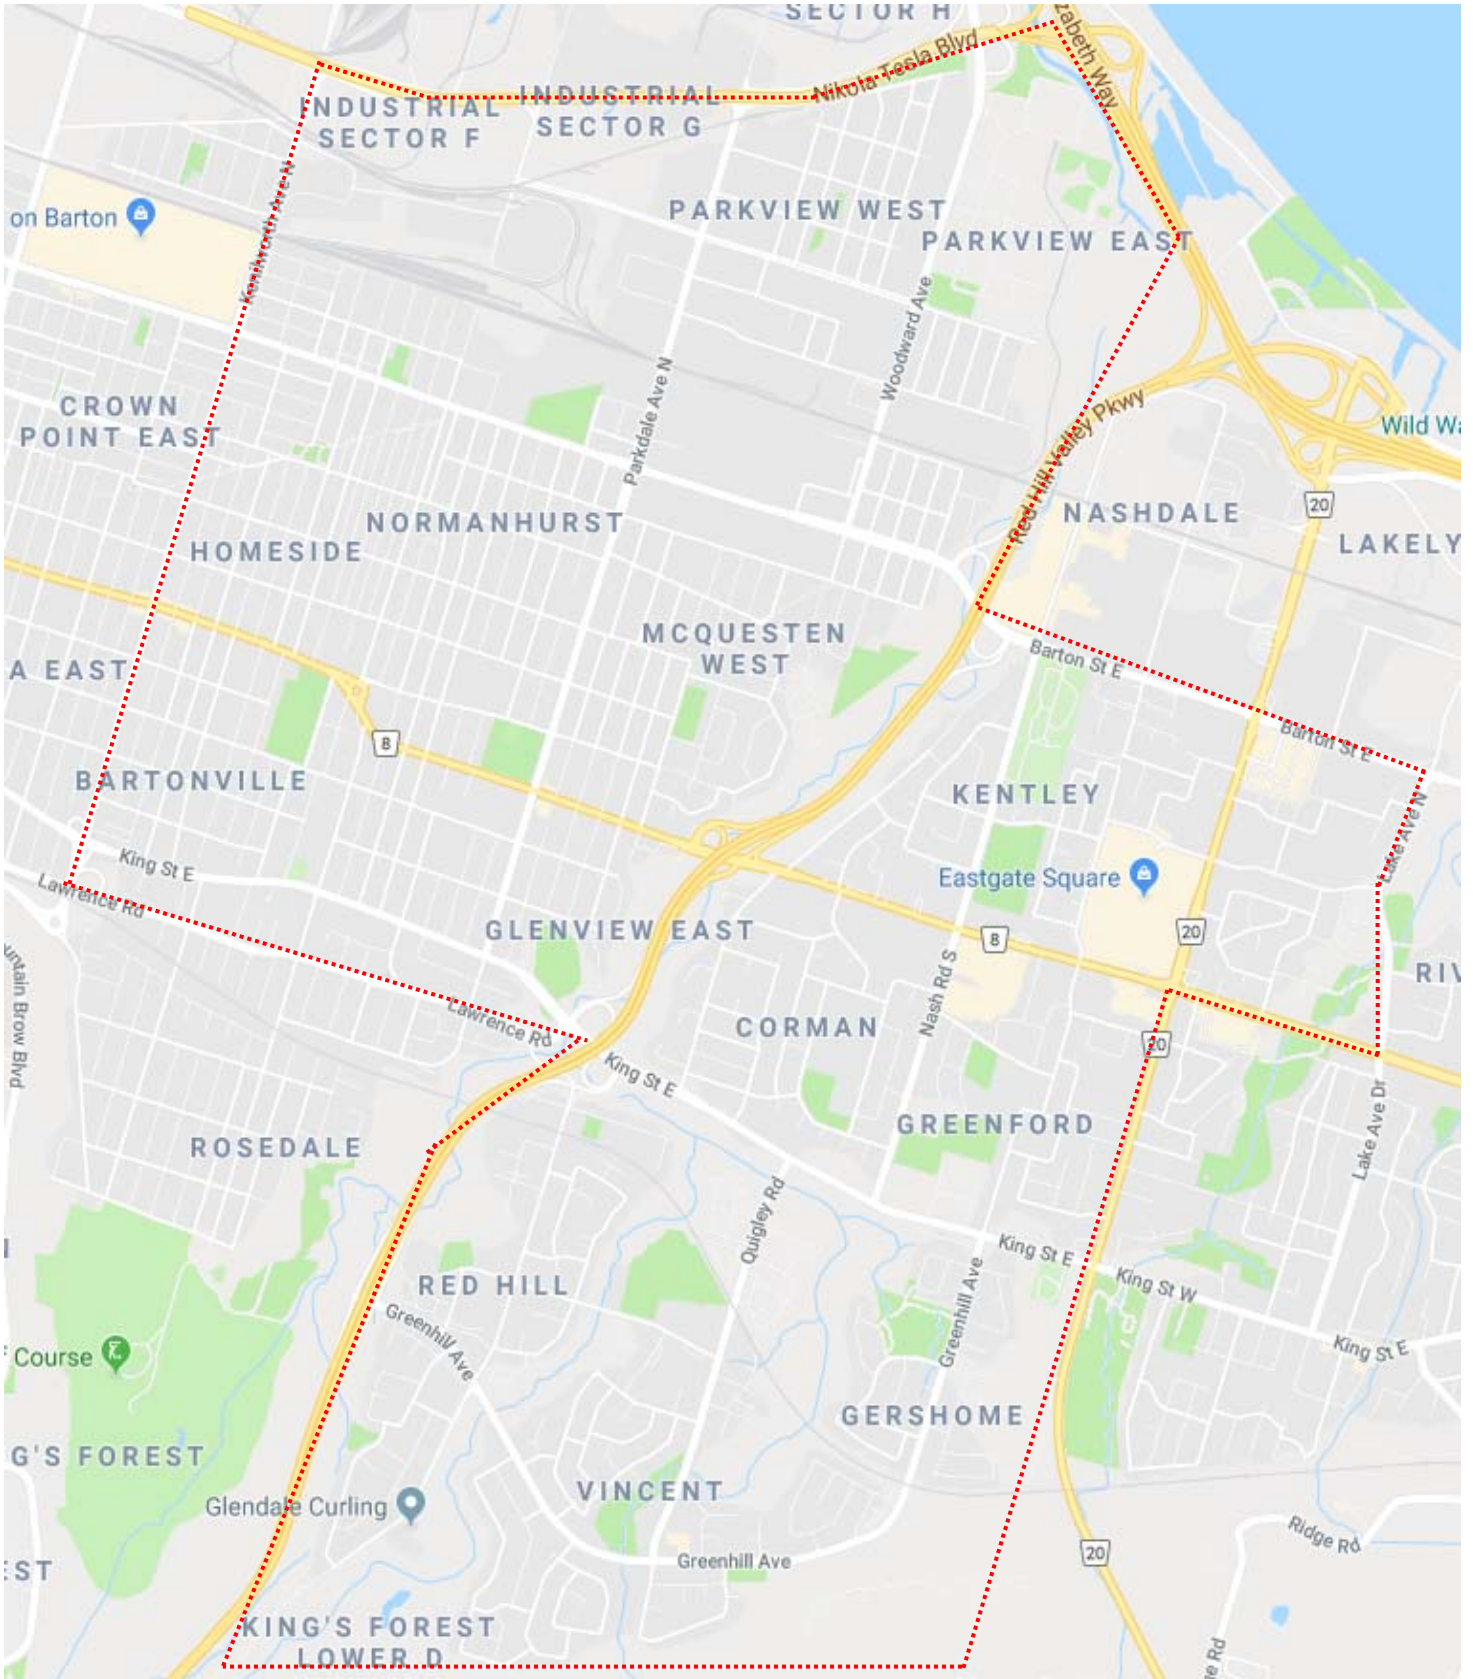 SECTOR H
zabeth Way
Nikola Tesla Blvd
INDUSTRIAL
SECTOR F
INDUSTRIAL
SECTOR G
Kenilworth Ave N
on Barton
PARKVIEW WEST
PARKVIEW EAST
Woodward Ave
Parkdale Ave N
CROWN
POINT EAST
Red Hill Valley Pkwy
Wild Wa
20
NASHDALE
LAKELY
NORMANHURST
HOMESIDE
MCQUESTEN
WEST
A EAST
Barton St E
Barton St E
8
BARTONVILLE
KENTLEY
Lake Ave N
King St E
Lawrence Rd
Eastgate Square
GLENVIEW EAST
8
20
RIV
untain Brow Blvd
Nash Rd S
Lawrence Rd
CORMAN
20
King St E
GREENFORD
Lake Ave Dr
ROSEDALE
Quigley Rd
King St E
King St W
RED HILL
Greenhill Ave
Greenhill Ave
King St E
Course
GERSHOME
G'S FOREST
VINCENT
Glendale Curling
Ridge Rd
20
Greenhill Ave
EST
KING'S FOREST
LOWER D
ge Rd